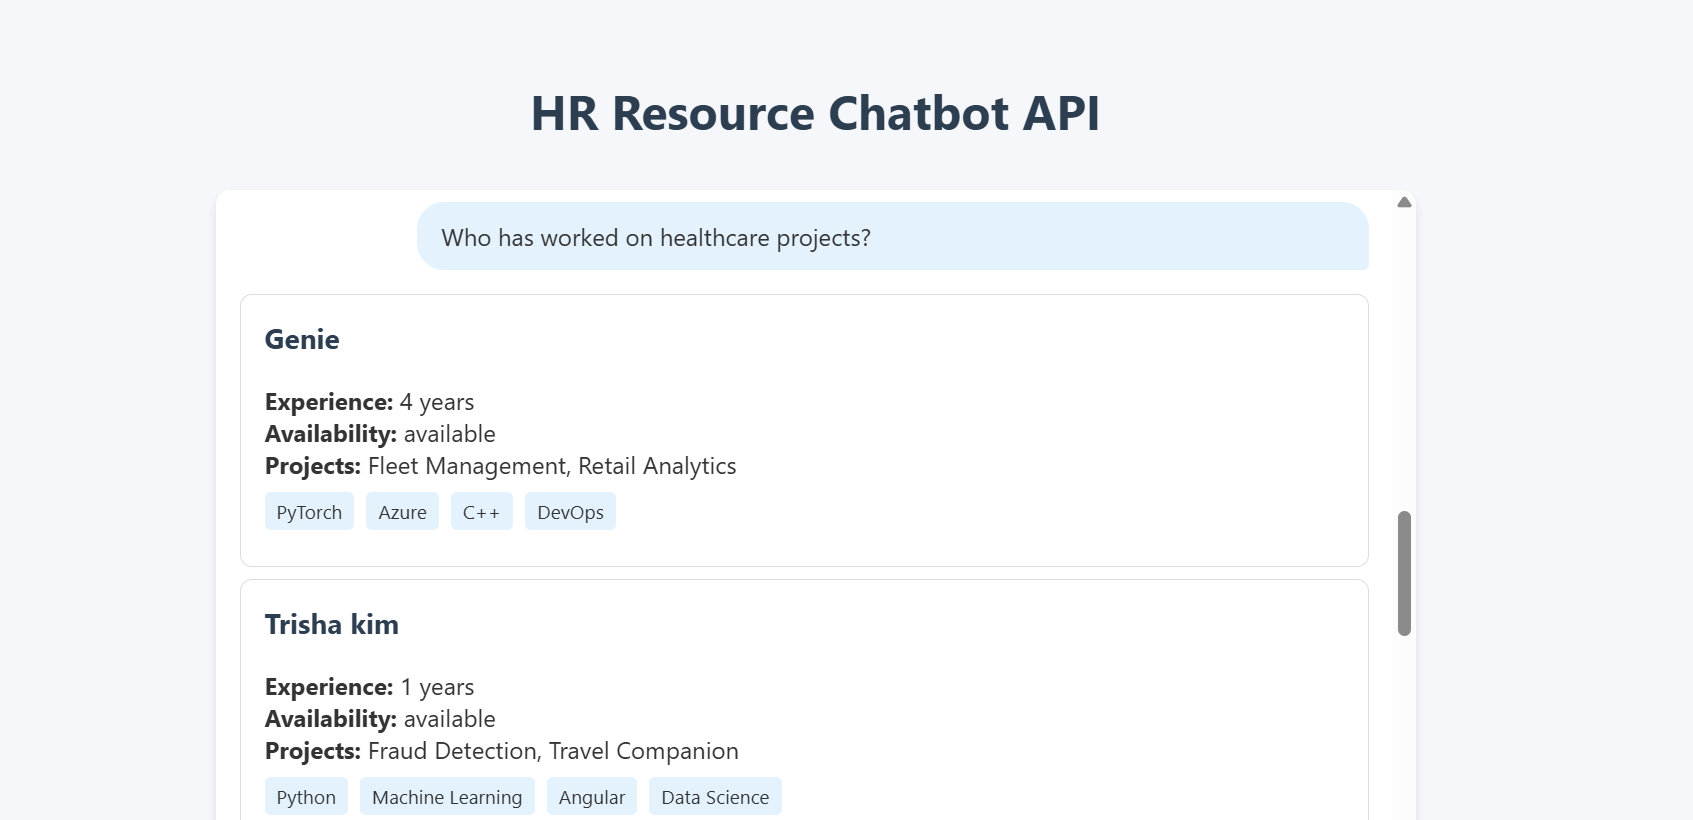 HR Resource Chatbot API
Who has worked on healthcare projects?
Genie
Experience: 4 years
Availability: available
Projects: Fleet Management, Retail Analytics
PyTorch Azure C++ DevOps
Trisha kim
Experience: 1 years
Availability: available
Projects: Fraud Detection, Travel Companion
Python Machine Learning Angular Data Science